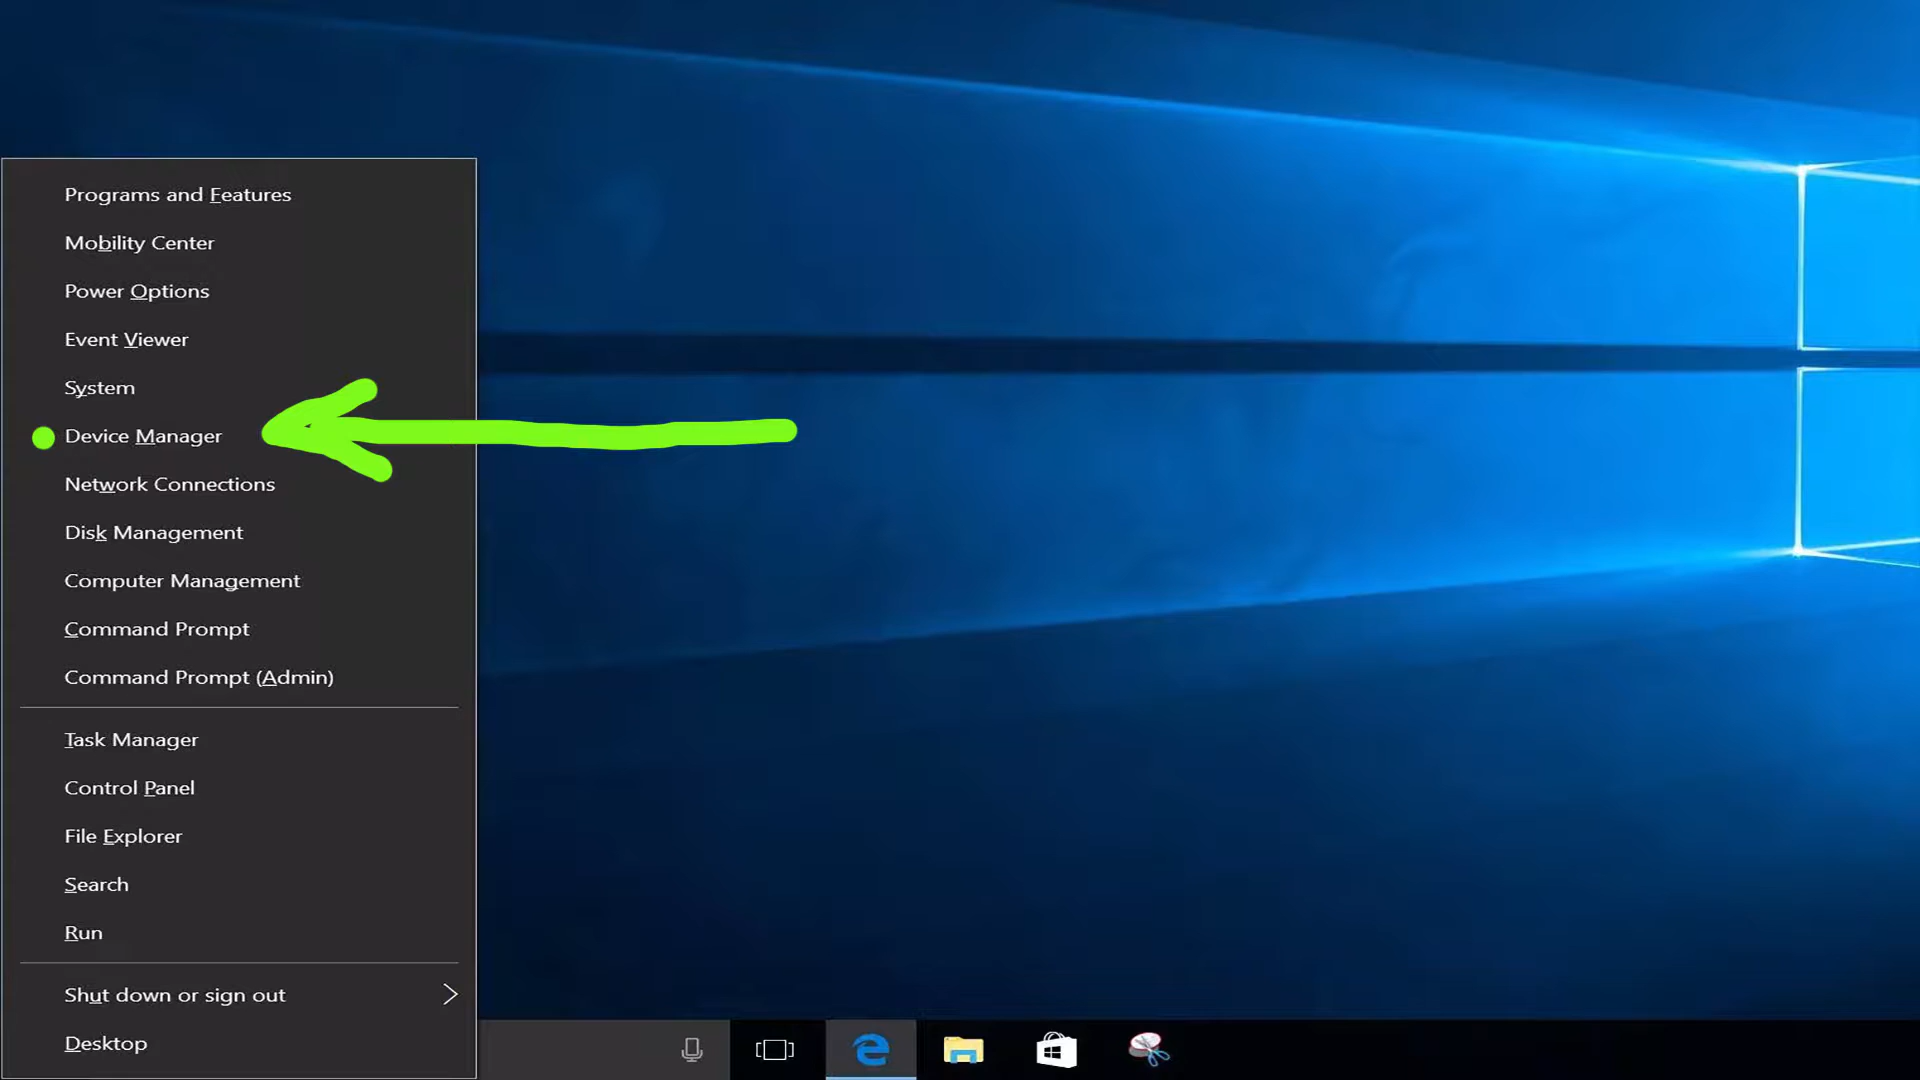 Programs and Features
Mobility Center
Power Options
Event Viewer
System
Device Manager
Network Connections
Disk Management
Computer Management
Command Prompt
Command Prompt (Admin)
Task Manager
Control Panel
File Explorer
Search
Run
Shut down or sign out
Desktop